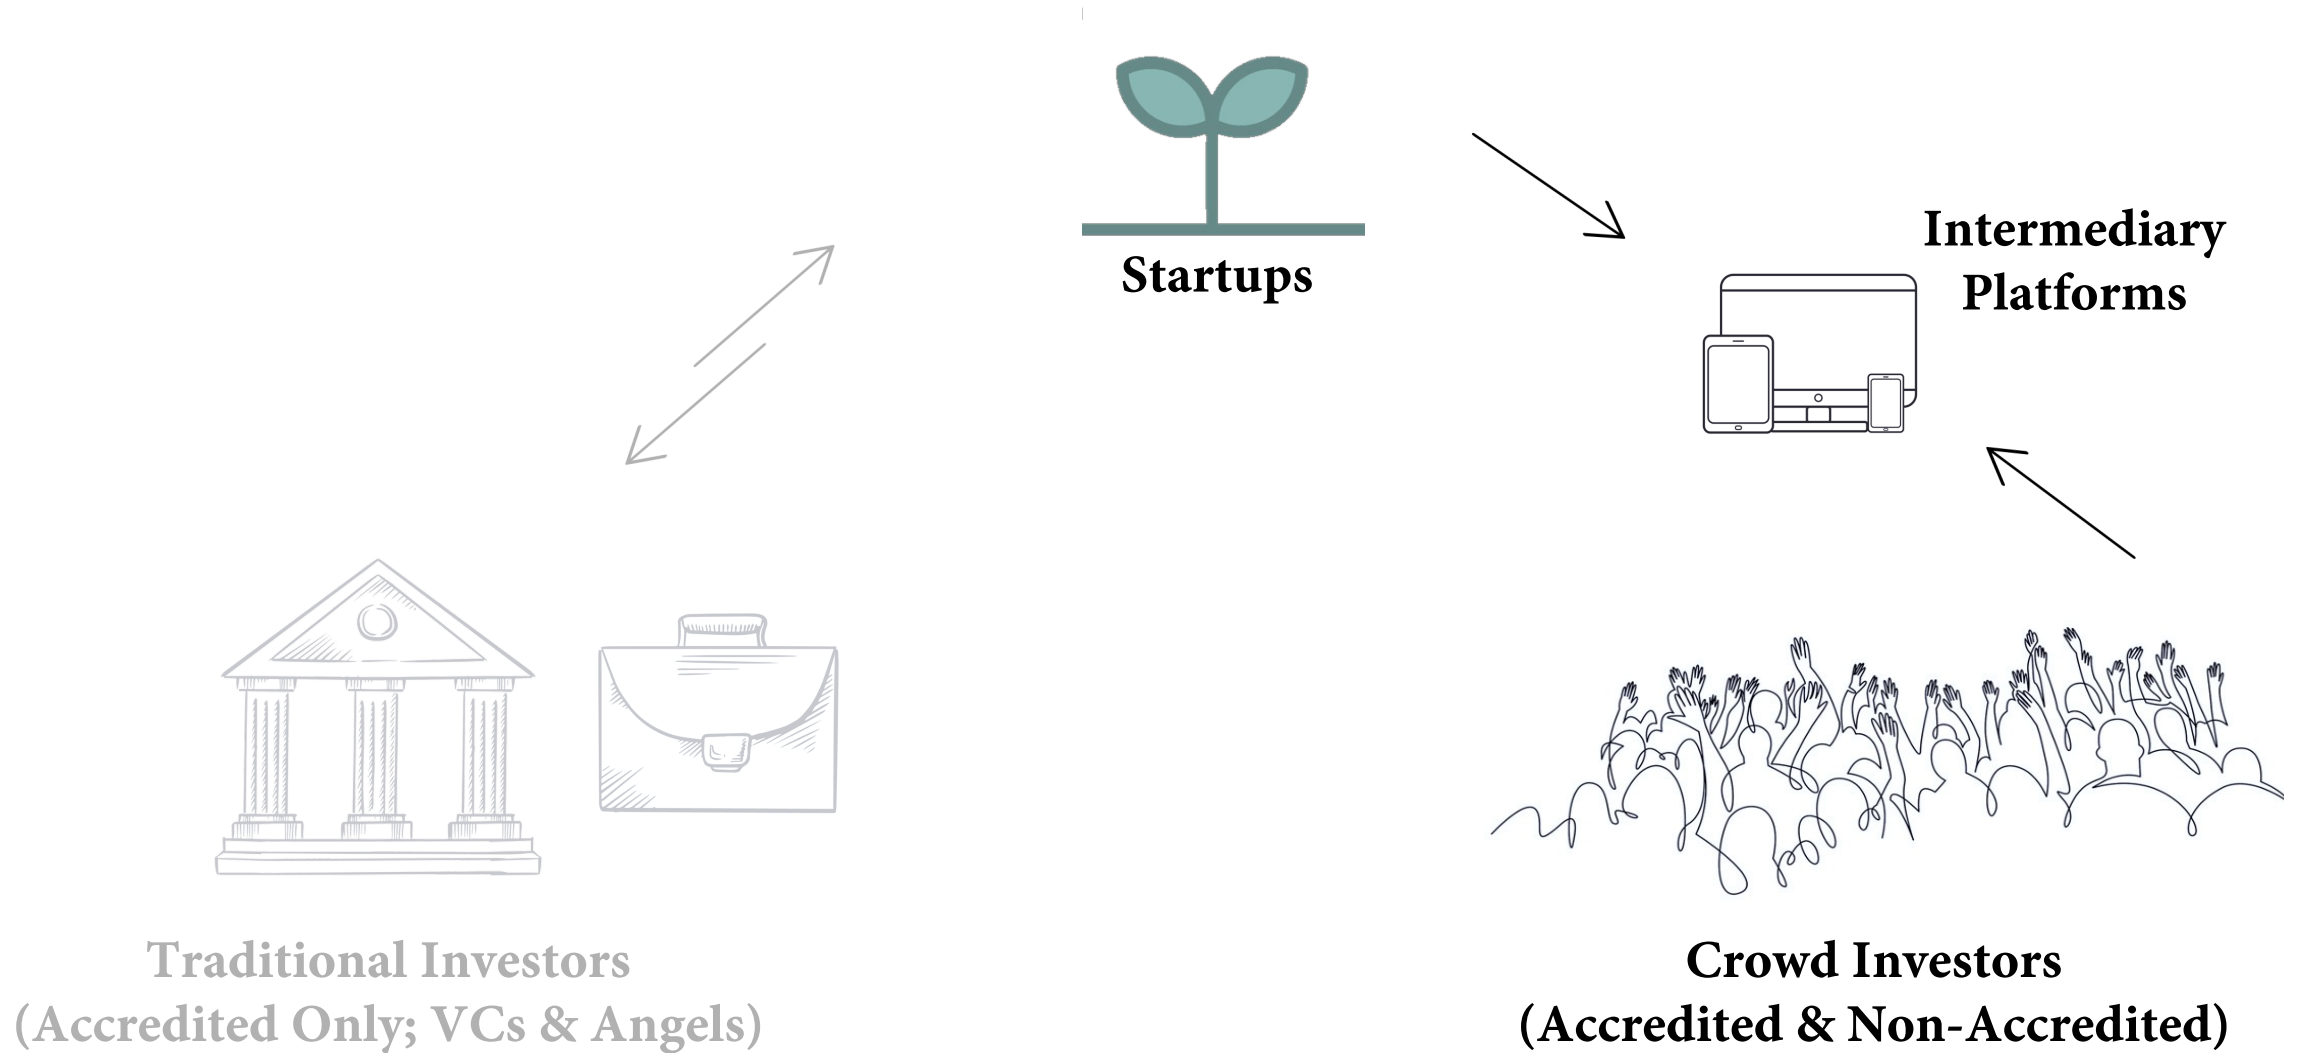 Startups
Intermediary
Platforms
Traditional Investors
(Accredited Only; VCs & Angels)
Crowd Investors
(Accredited & Non-Accredited)